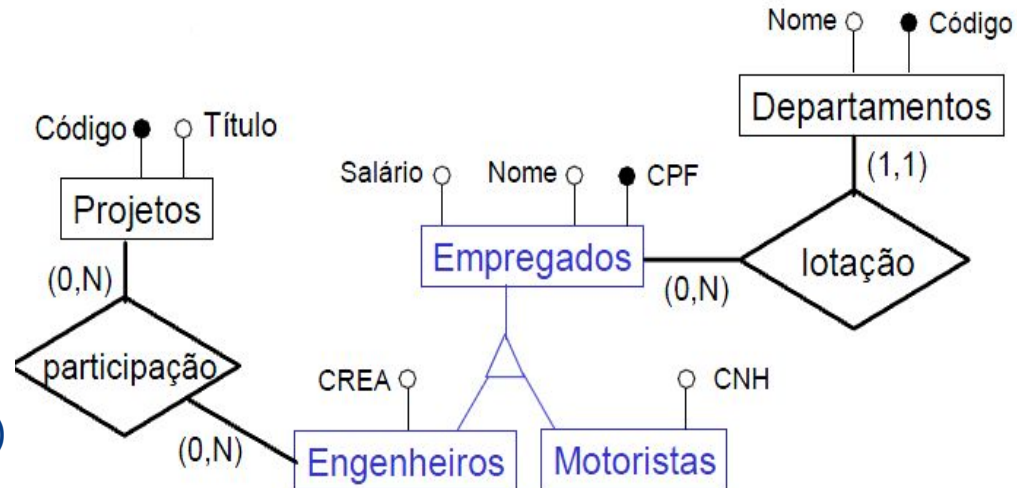 Nome
Código
Departamentos
(1,1)
Código
Título
Projetos
Salário
Nome
CPF
Empregados
(0,N)
lotação
(0,N)
participação
(0,N)
CREA
CNH
Engenheiros
Motoristas
)